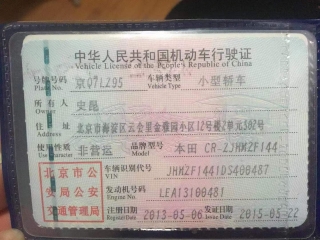 中华人民共和国机动车行驶证
Vehicle License of the People's Republic of China
号牌号码 京Q7LZ95 车辆类型 小型轿车
Plate No. Vehicle Type
所有人 史昆
Owner
住址 北京市海淀区云会里金雅园小区12号楼2单元502号
Address
使用性质 非营运 品牌型号 本田 CR-ZJHMZF144
Use Character Model
北京市公
安局公安
交通管理局
车辆识别代号 JHMZF141DS400487
VIN
发动机号码 LEA13100481
Engine No.
注册日期 2013-05-06 发证日期 2015-05-22
Register Date Issue Date